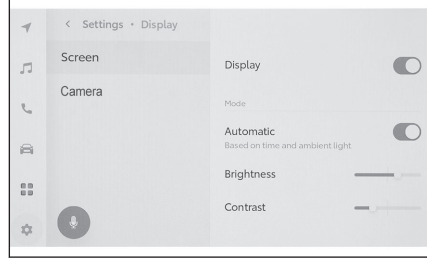 Settings • Display
Screen
Camera
Display
Mode
Automatic
Based on time and ambient light
Brightness
Contrast